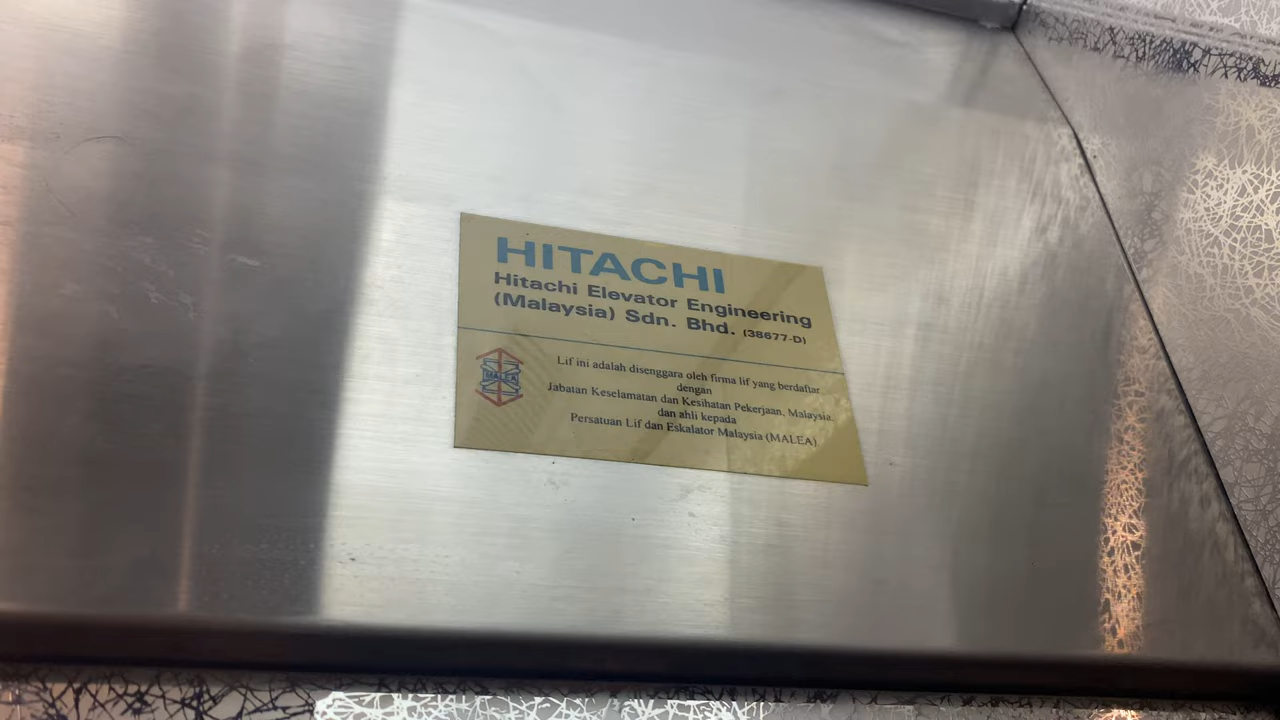 HITACHI
Hitachi Elevator Engineering
(Malaysia) Sdn. Bhd. (38677-D)
MALEA
Lif ini adalah disenggara oleh firma lif yang berdaftar
dengan
Jabatan Keselamatan dan Kesihatan Pekerjaan, Malaysia.
dan ahli kepada
Persatuan Lif dan Eskalator Malaysia (MALEA)